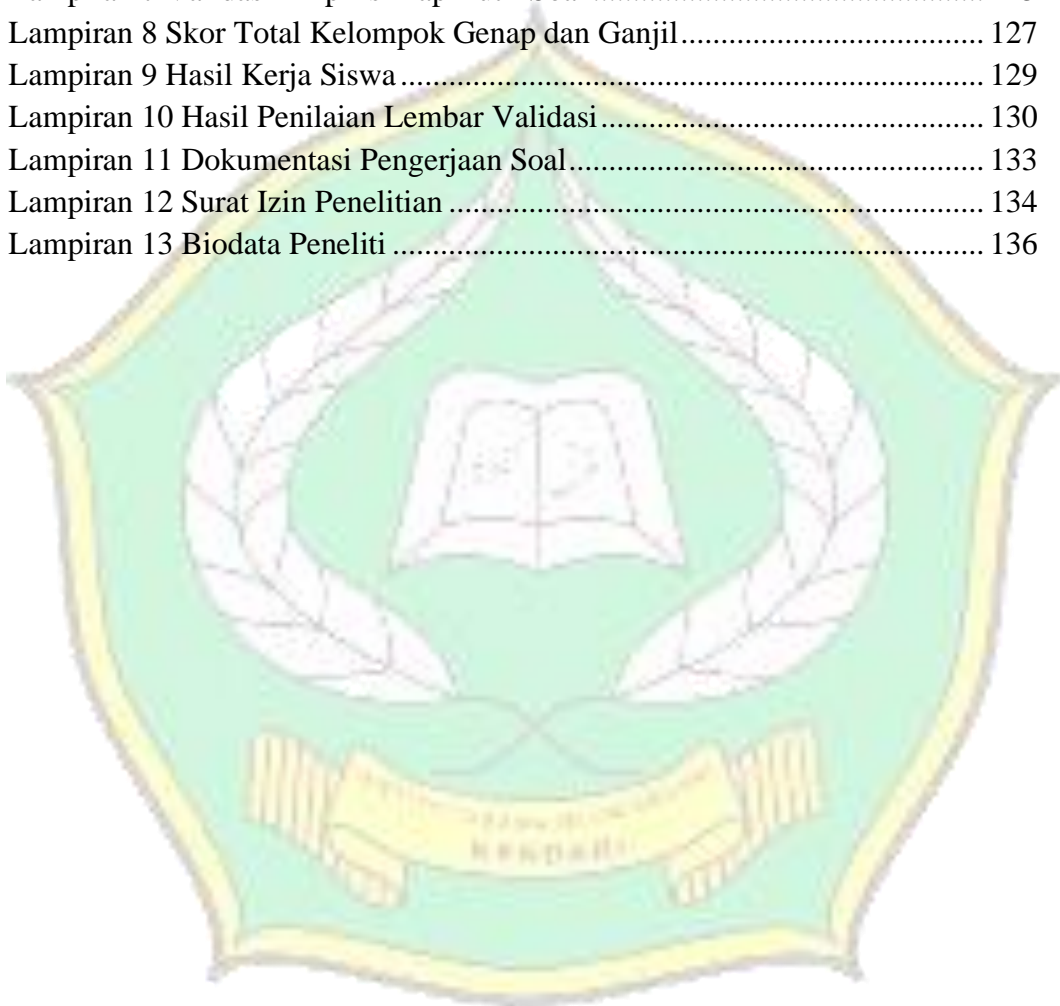 Lampiran 8 Skor Total Kelompok Genap dan Ganjil.................................. 127
Lampiran 9 Hasil Kerja Siswa.................................................................. 129
Lampiran 10 Hasil Penilaian Lembar Validasi........................................... 130
Lampiran 11 Dokumentasi Pengerjaan Soal............................................... 133
Lampiran 12 Surat Izin Penelitian ............................................................. 134
Lampiran 13 Biodata Peneliti .................................................................... 136
KENDARI